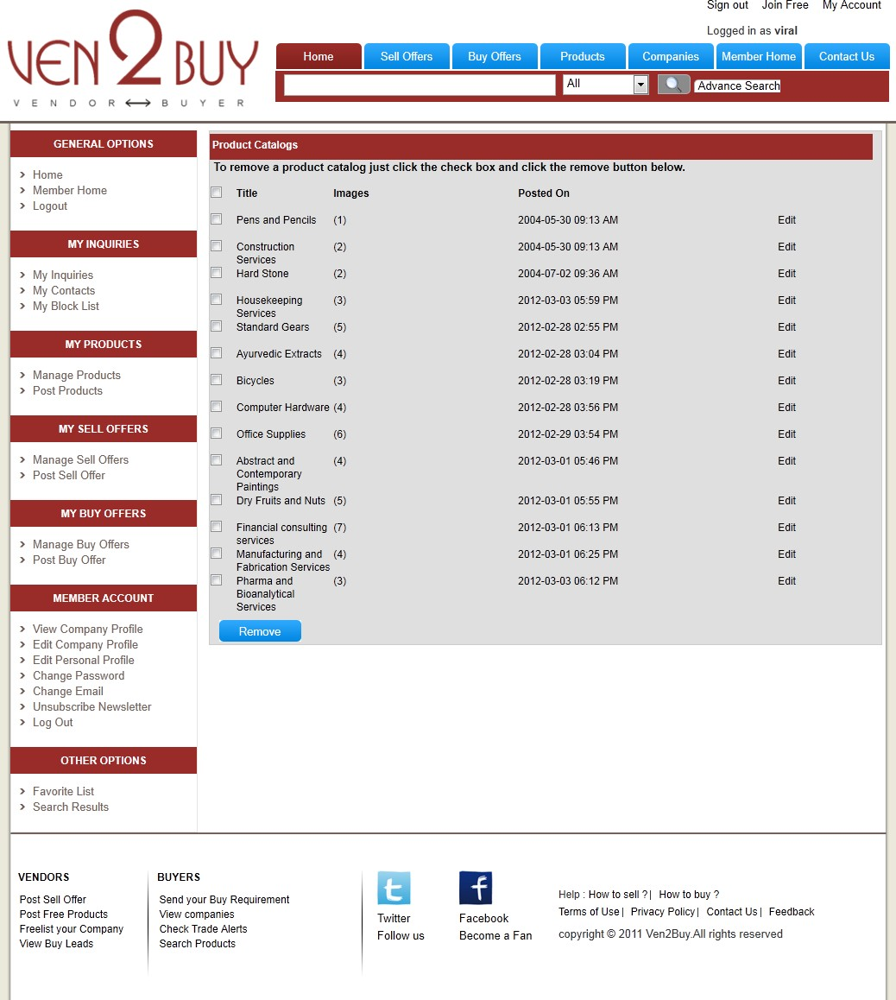 Sign out Join Free My Account
Logged in as viral
VEN 2 BUY
VENDOR BUYER
Home Sell Offers Buy Offers Products Companies Member Home Contact Us
All Advance Search
GENERAL OPTIONS
Home
Member Home
Logout
MY INQUIRIES
My Inquiries
My Contacts
My Block List
MY PRODUCTS
Manage Products
Post Products
MY SELL OFFERS
Manage Sell Offers
Post Sell Offer
MY BUY OFFERS
Manage Buy Offers
Post Buy Offer
MEMBER ACCOUNT
View Company Profile
Edit Company Profile
Edit Personal Profile
Change Password
Change Email
Unsubscribe Newsletter
Log Out
OTHER OPTIONS
Favorite List
Search Results
Product Catalogs
To remove a product catalog just click the check box and click the remove button below.
Title Images Posted On
Pens and Pencils (1) 2004-05-30 09:13 AM Edit
Construction (2) 2004-05-30 09:13 AM Edit
Services
Hard Stone (2) 2004-07-02 09:36 AM Edit
Housekeeping (3) 2012-03-03 05:59 PM Edit
Services
Standard Gears (5) 2012-02-28 02:55 PM Edit
Ayurvedic Extracts (4) 2012-02-28 03:04 PM Edit
Bicycles (3) 2012-02-28 03:19 PM Edit
Computer Hardware (4) 2012-02-28 03:56 PM Edit
Office Supplies (6) 2012-02-29 03:54 PM Edit
Abstract and (4) 2012-03-01 05:46 PM Edit
Contemporary
Paintings
Dry Fruits and Nuts (5) 2012-03-01 05:55 PM Edit
Financial consulting (7) 2012-03-01 06:13 PM Edit
services
Manufacturing and (4) 2012-03-01 06:25 PM Edit
Fabrication Services
Pharma and (3) 2012-03-03 06:12 PM Edit
Bioanalytical
Services
Remove
VENDORS
Post Sell Offer
Post Free Products
Freelist your Company
View Buy Leads
BUYERS
Send your Buy Requirement
View companies
Check Trade Alerts
Search Products
t
Twitter
Follow us
f
Facebook
Become a Fan
Help : How to sell ? | How to buy ?
Terms of Use | Privacy Policy | Contact Us | Feedback
copyright © 2011 Ven2Buy.All rights reserved